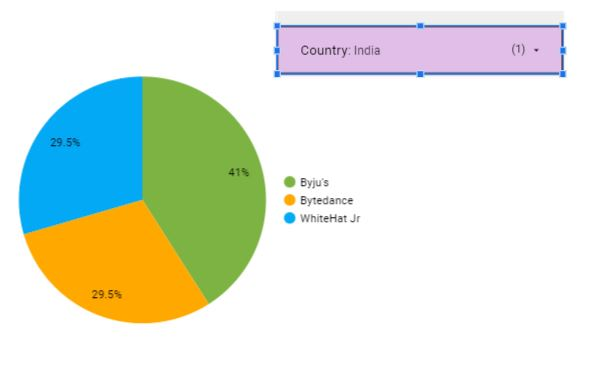 Country: India (1)
29.5%
41%
Byju's
Bytedance
WhiteHat Jr
29.5%